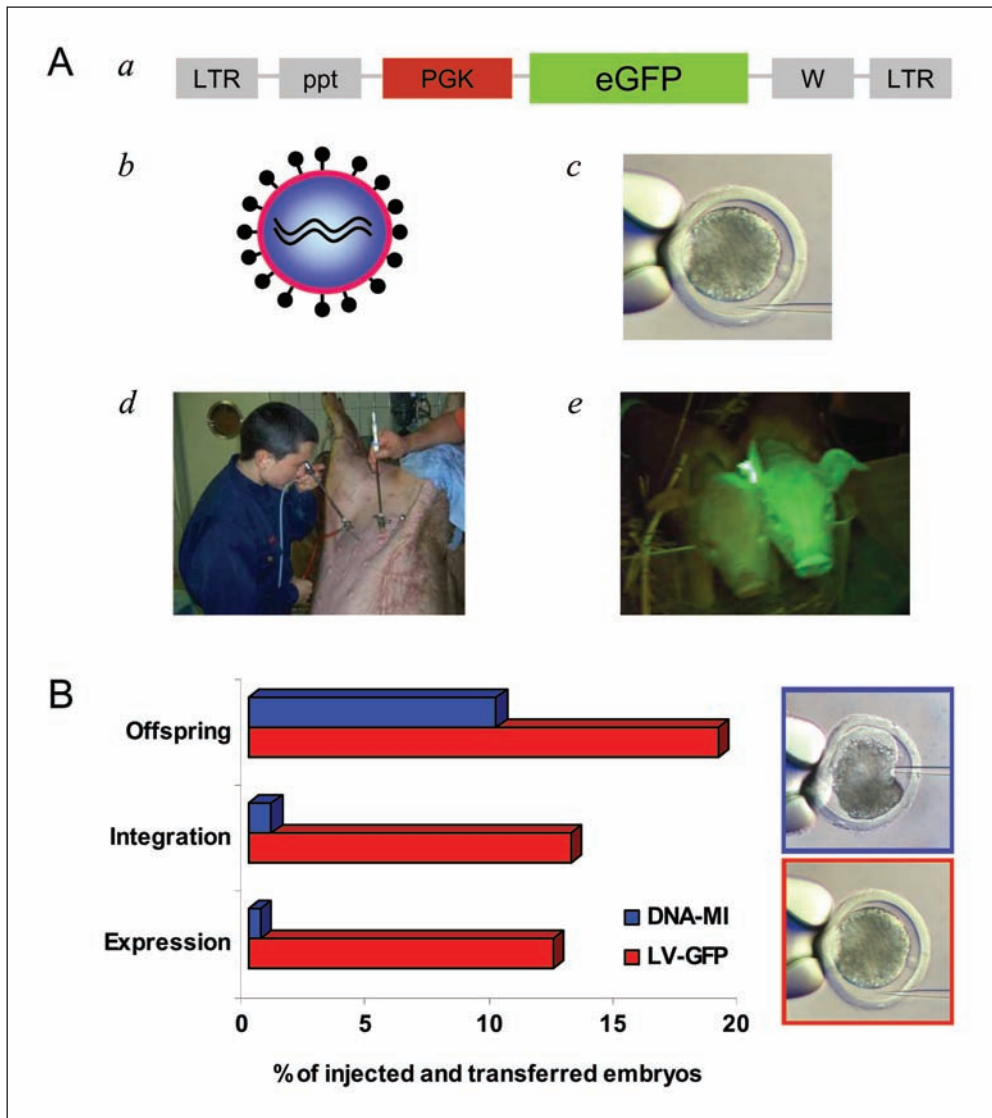 A
a
LTR ppt PGK eGFP W LTR
b
c
d
e
B
Offspring
Integration
Expression
DNA-MI
LV-GFP
0 5 10 15 20
% of injected and transferred embryos